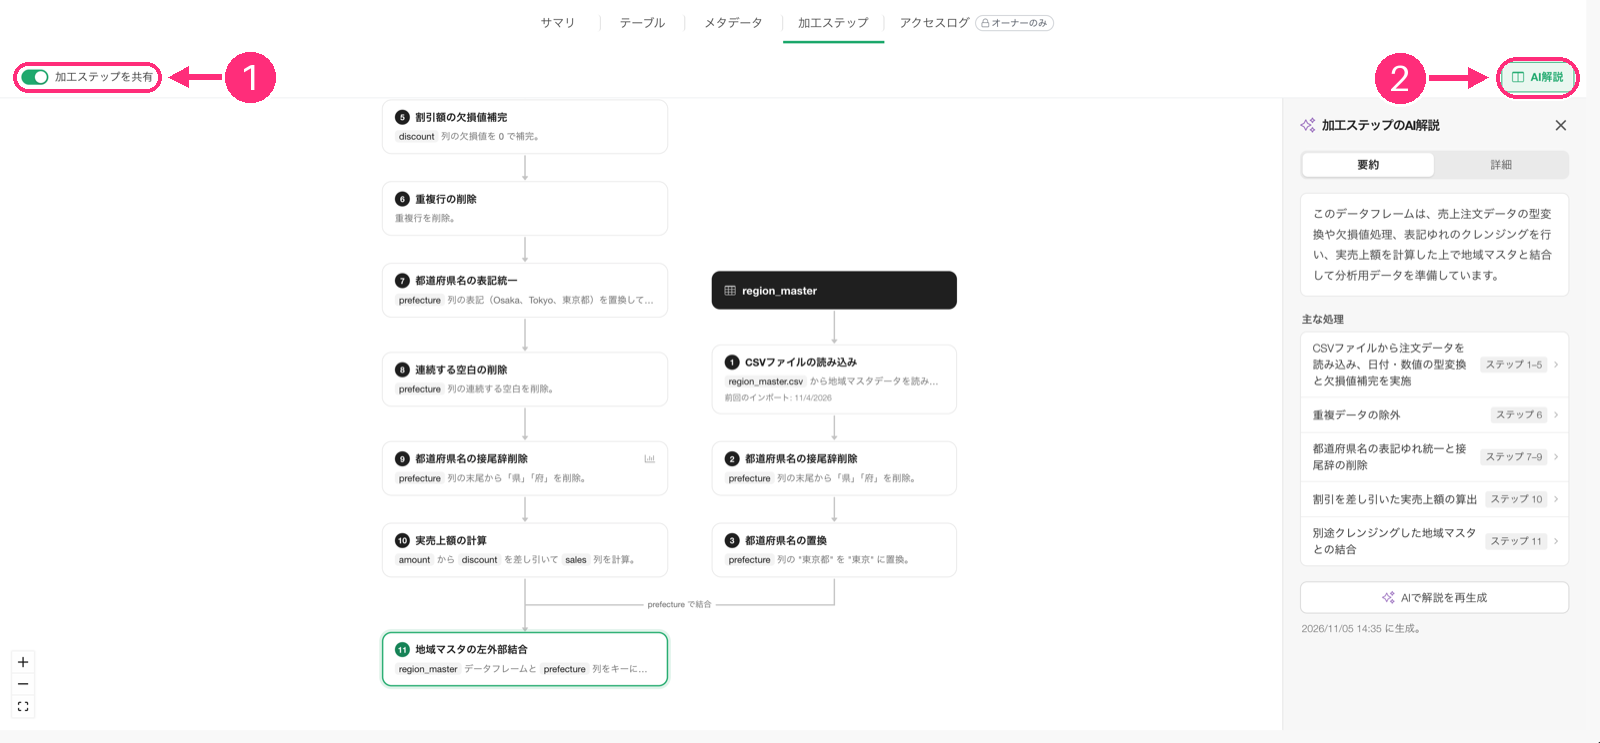 サマリ
テーブル
メタデータ
加工ステップ
アクセスログ
オーナーのみ
加工ステップを共有
1
2
AI解説
5 割引額の欠損値補完
discount 列の欠損値を 0 で補完。
6 重複行の削除
重複行を削除。
7 都道府県名の表記統一
prefecture 列の表記（Osaka、Tokyo、東京都）を置換して...
8 連続する空白の削除
prefecture 列の連続する空白を削除。
9 都道府県名の接尾辞削除
prefecture 列の末尾から「県」「府」を削除。
10 実売上額の計算
amount から discount を差し引いて sales 列を計算。
region_master
1 CSVファイルの読み込み
region_master.csv から地域マスタデータを読み...
前回のインポート: 11/4/2026
2 都道府県名の接尾辞削除
prefecture 列の末尾から「県」「府」を削除。
3 都道府県名の置換
prefecture 列の "東京都" を "東京" に置換。
prefecture で結合
11 地域マスタの左外部結合
region_master データフレームと prefecture 列をキーに...
加工ステップのAI解説
要約
詳細
このデータフレームは、売上注文データの型変
換や欠損値処理、表記ゆれのクレンジングを行
い、実売上額を計算した上で地域マスタと結合
して分析用データを準備しています。
主な処理
CSVファイルから注文データを
読み込み、日付・数値の型変換
と欠損値補完を実施
ステップ 1–5
重複データの除外
ステップ 6
都道府県名の表記ゆれ統一と接
尾辞の削除
ステップ 7–9
割引を差し引いた実売上額の算出
ステップ 10
別途クレンジングした地域マスタ
との結合
ステップ 11
AIで解説を再生成
2026/11/05 14:35 に生成。